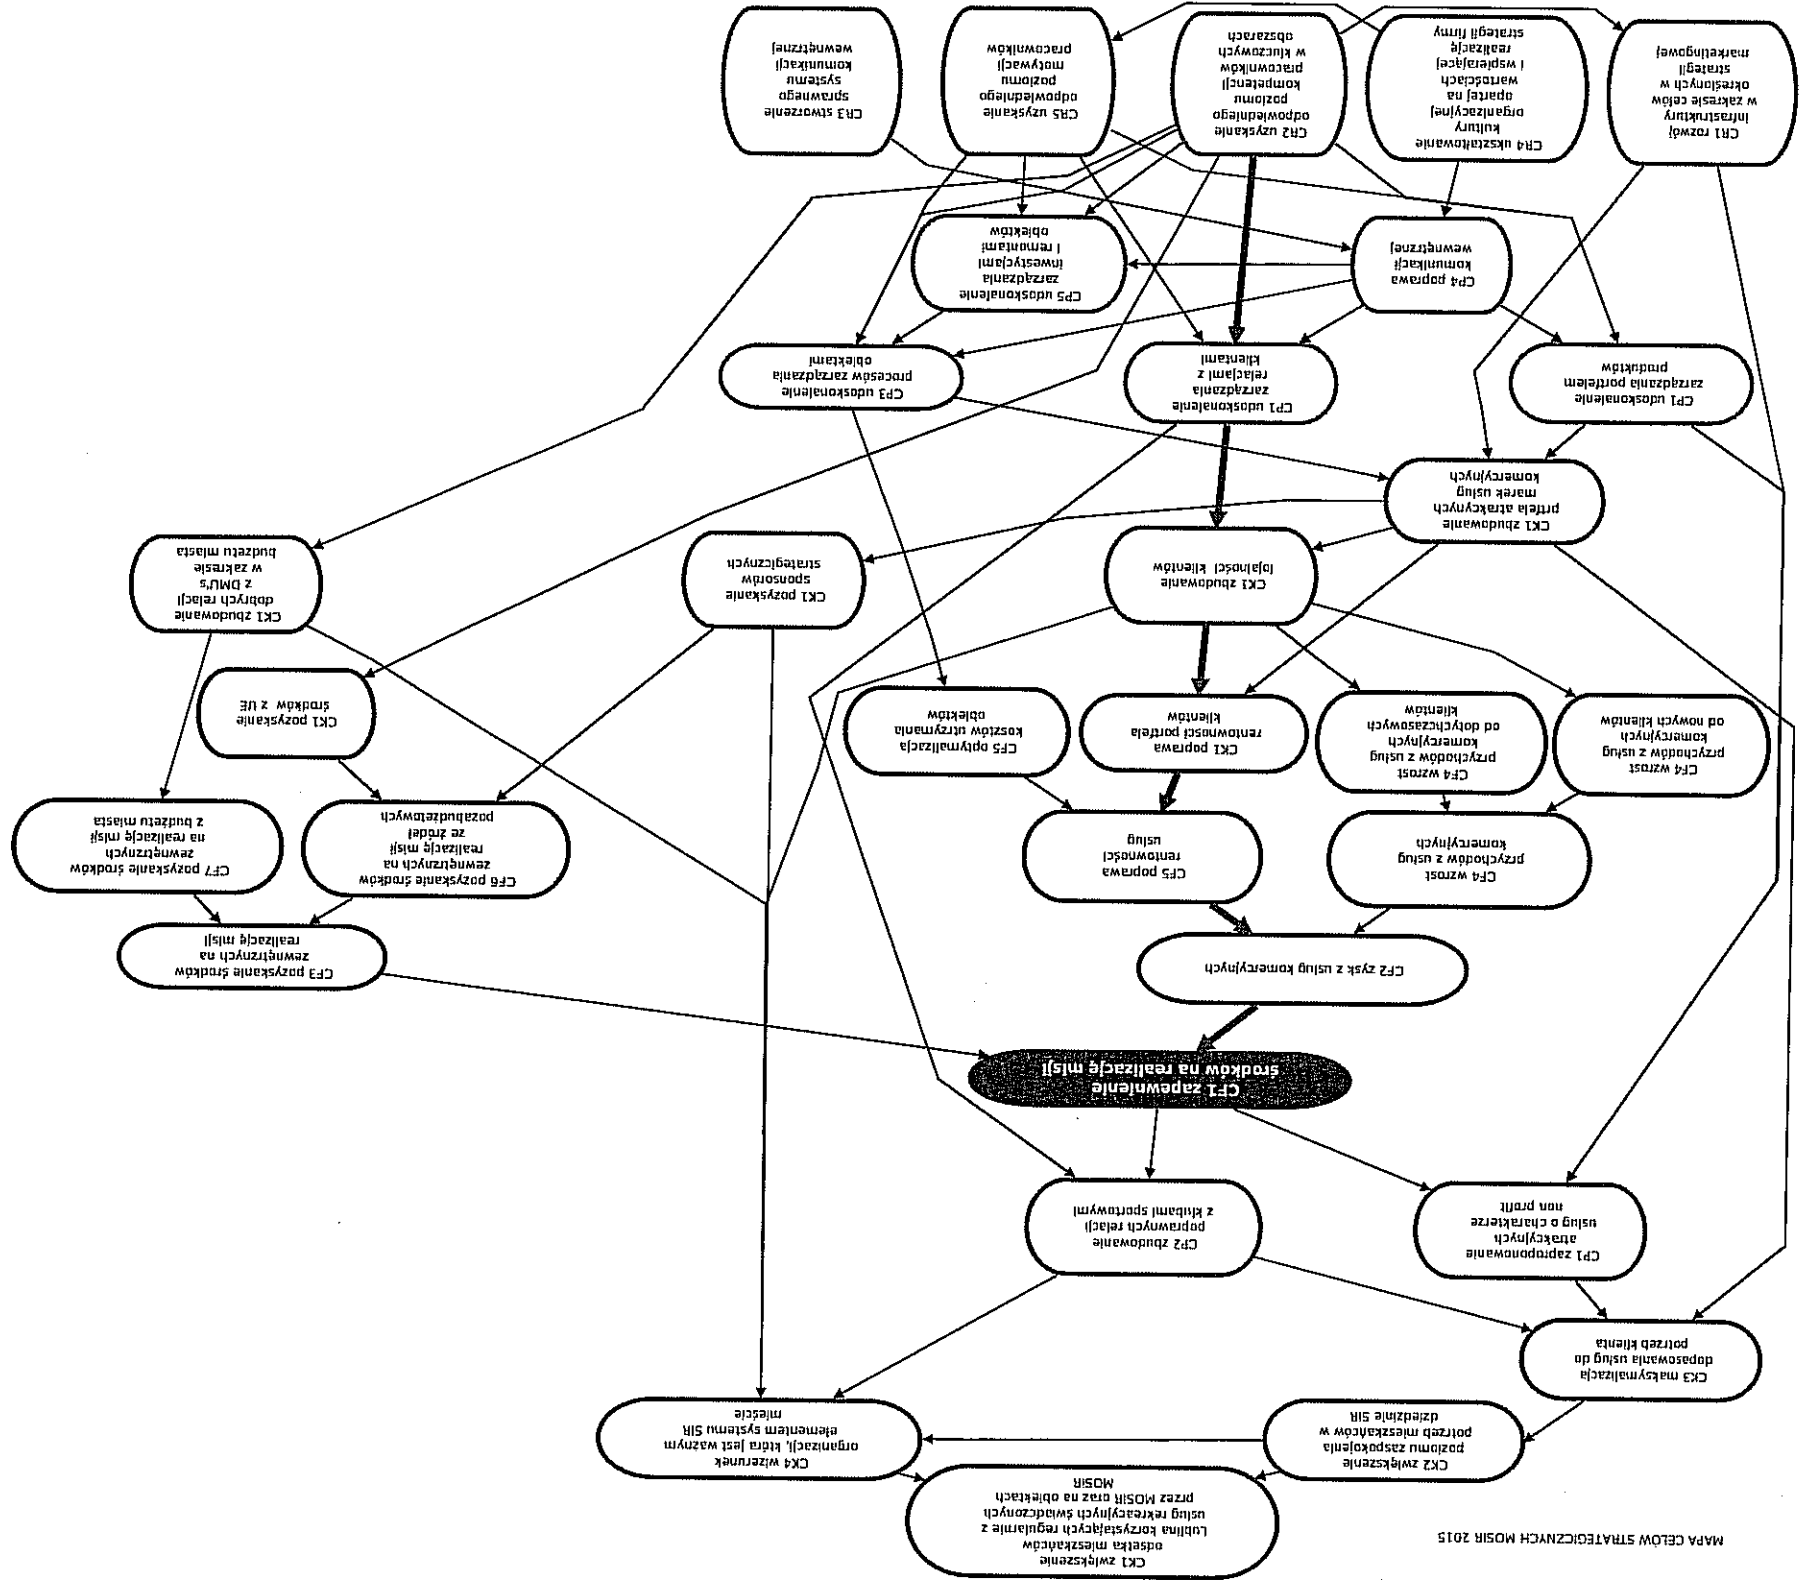 MAPA CELÓW STRATEGICZNYCH MOSIR 2015
CK1 zwiększenie
odsetka mieszkańców
Lublina korzystających regularnie z
usług rekreacyjnych świadczonych
przez MOSiR oraz na obiektach
MOSiR
CK2 zwiększenie
poziomu zaspokojenia
potrzeb mieszkańców w
dziedzinie SIR
CK4 wizerunek
organizacji, która jest ważnym
elementem systemu SIR
mieście
CK3 maksymalizacja
dopasowania usług do
potrzeb klienta
CP1 zaproponowanie
atrakcyjnych
usług o charakterze
non profit
CP2 zbudowanie
poprawnych relacji
z klubami sportowymi
CF1 zapewnienie
środków na realizację misji
CF2 zysk z usług komercyjnych
CF3 pozyskanie środków
zewnętrznych na
realizację misji
CF4 wzrost
przychodów z usług
komercyjnych
CF5 poprawa
rentowności
usług
CF6 pozyskanie środków
zewnętrznych na
realizację misji
ze źródeł
pozabudżetowych
CF7 pozyskanie środków
zewnętrznych
na realizację misji
z budżetu miasta
CF4 wzrost
przychodów z usług
komercyjnych
od nowych klientów
CF4 wzrost
przychodów z usług
komercyjnych
od dotychczasowych
klientów
CK1 poprawa
rentowności portfela
klientów
CF5 optymalizacja
kosztów utrzymania
obiektów
CK1 pozyskanie
środków z UE
CK1 zbudowanie
lojalności klientów
CK1 pozyskanie
sponsorów
strategicznych
CK1 zbudowanie
dobrych relacji
z DMU's
w zakresie
budżetu miasta
CK1 zbudowanie
prtfela atrakcyjnych
marek usług
komercyjnych
CP1 udoskonalenie
zarządzania portfelem
produktów
CP1 udoskonalenie
zarządzania
relacjami z
klientami
CP3 udoskonalenie
procesów zarządzania
obiektami
CP4 poprawa
komunikacji
wewnętrznej
CP5 udoskonalenie
zarządzania
inwestycjami
i remontami
obiektów
CR1 rozwój
infrastruktury
w zakresie celów
określonych w
strategii
marketingowej
CR4 ukształtowanie
kultury
organizacyjnej
opartej na
wartościach
i wspierającej
realizację
strategii firmy
CR2 uzyskanie
odpowiedniego
poziomu
kompetencji
pracowników
w kluczowych
obszarach
CR5 uzyskanie
odpowiedniego
poziomu
motywacji
pracowników
CR3 stworzenie
sprawnego
systemu
komunikacji
wewnętrznej